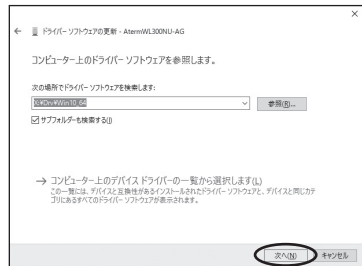 ドライバー ソフトウェアの更新 - AtermWL300NU-AG
コンピューター上のドライバー ソフトウェアを参照します。
次の場所でドライバー ソフトウェアを検索します:
X:¥Drv¥Win10_64
参照(R)...
サブフォルダーも検索する(I)
→ コンピューター上のデバイス ドライバーの一覧から選択します(L)
この一覧には、デバイスと互換性があるインストールされたドライバー ソフトウェアと、デバイスと同じカテ
ゴリにあるすべてのドライバー ソフトウェアが表示されます。
次へ(N)
キャンセル